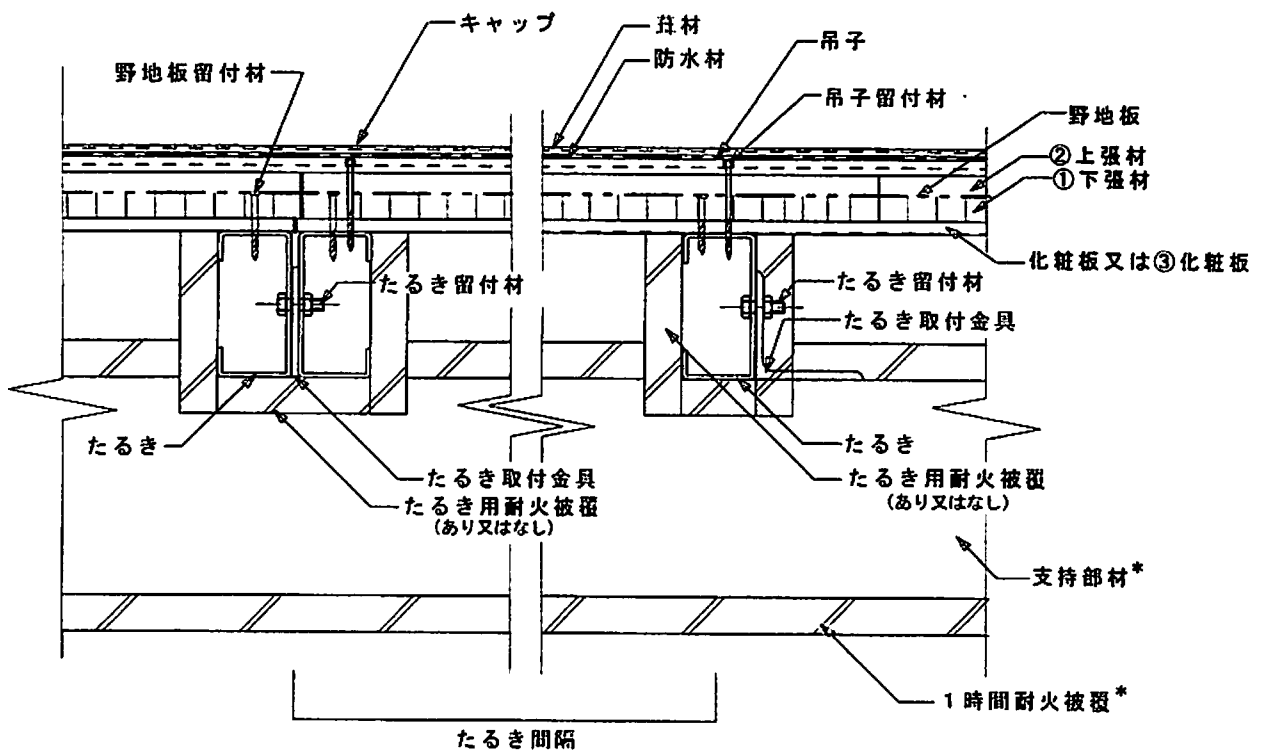 キャップ
葺材
吊子
野地板留付材
防水材
吊子留付材
野地板
②上張材
①下張材
化粧板又は③化粧板
たるき留付材
たるき留付材
たるき取付金具
たるき
たるき
たるき取付金具
たるき用耐火被覆
(あり又はなし)
たるき用耐火被覆
(あり又はなし)
支持部材*
1時間耐火被覆*
たるき間隔